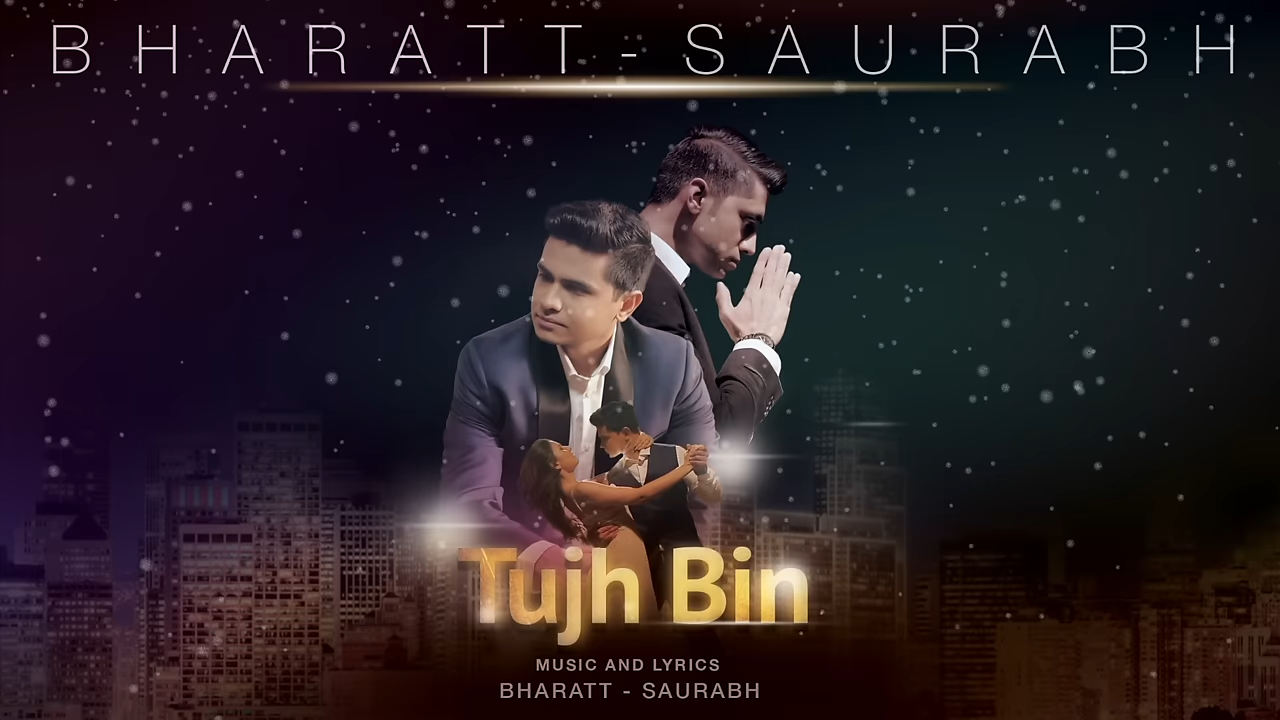 BHARATT-SAURABH
Tujh Bin
MUSIC AND LYRICS
BHARATT - SAURABH